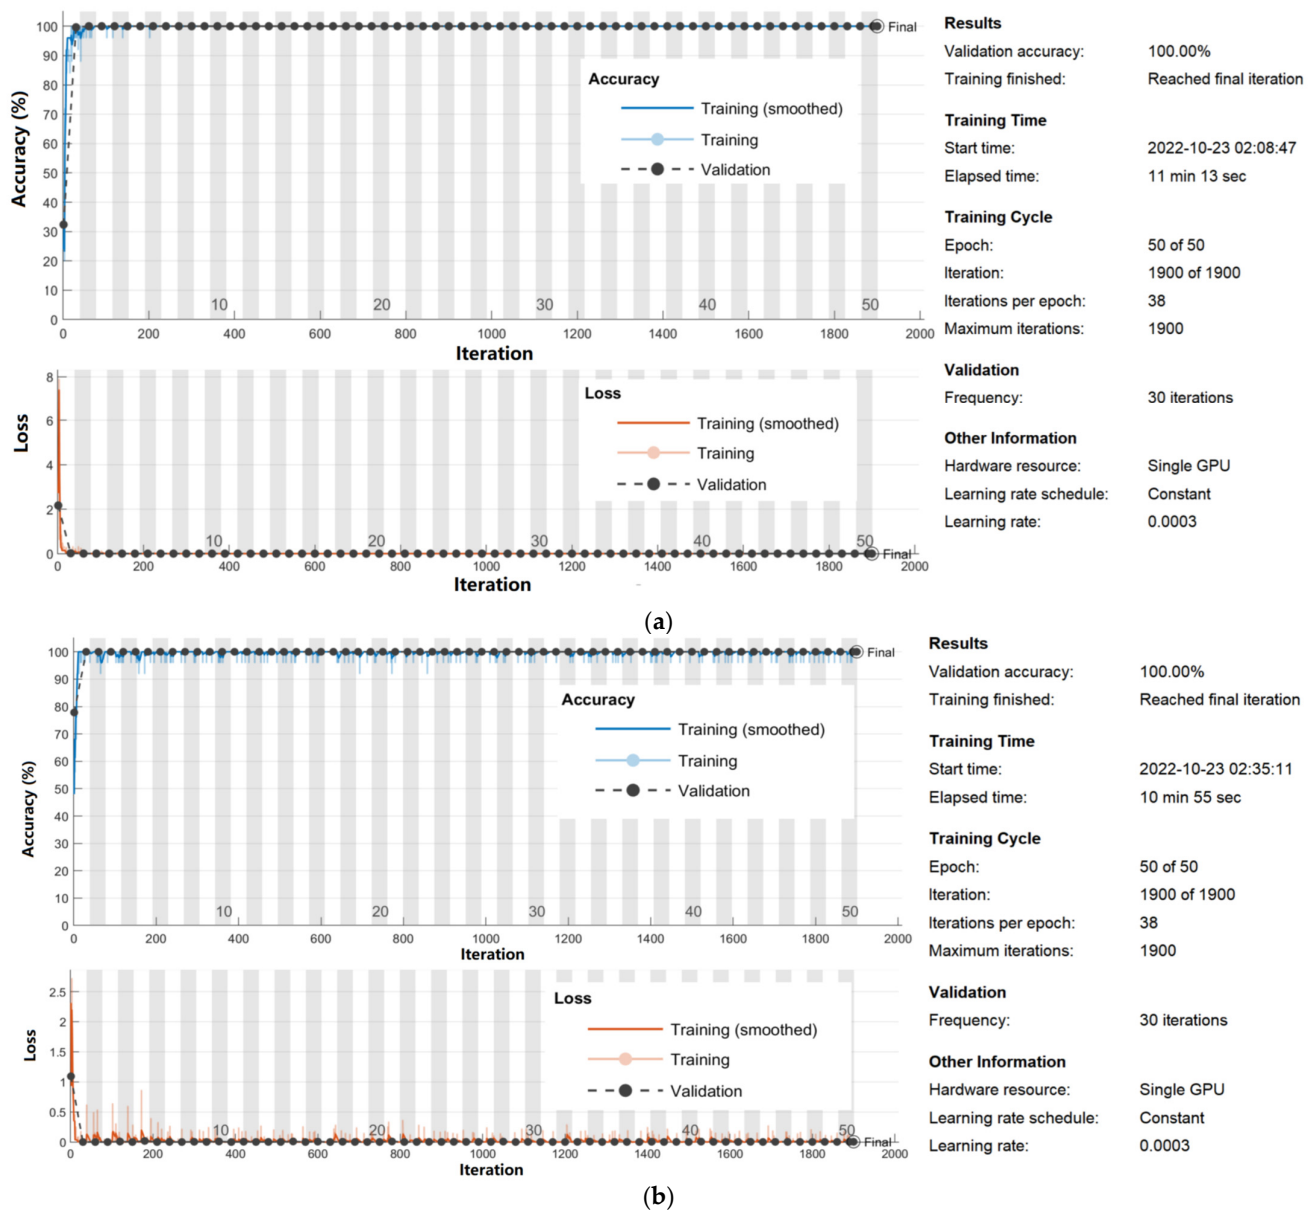 100
90
80
70
60
50
40
30
20
10
0
Accuracy (%)
Final
Accuracy
Training (smoothed)
Training
Validation
10 20 30 40 50
0 200 400 600 800 1000 1200 1400 1600 1800 2000
Iteration
8
6
4
2
0
Loss
Loss
Training (smoothed)
Training
Validation
10 20 30 40 50
Final
0 200 400 600 800 1000 1200 1400 1600 1800 2000
Iteration
Results
Validation accuracy: 100.00%
Training finished: Reached final iteration
Training Time
Start time: 2022-10-23 02:08:47
Elapsed time: 11 min 13 sec
Training Cycle
Epoch: 50 of 50
Iteration: 1900 of 1900
Iterations per epoch: 38
Maximum iterations: 1900
Validation
Frequency: 30 iterations
Other Information
Hardware resource: Single GPU
Learning rate schedule: Constant
Learning rate: 0.0003
(a)
100
90
80
70
60
50
40
30
20
10
0
Accuracy (%)
Final
Accuracy
Training (smoothed)
Training
Validation
10 20 30 40 50
0 200 400 600 800 1000 1200 1400 1600 1800 2000
Iteration
2.5
2
1.5
1
0.5
0
Loss
Loss
Training (smoothed)
Training
Validation
10 20 30 40 50
Final
0 200 400 600 800 1000 1200 1400 1600 1800 2000
Iteration
Results
Validation accuracy: 100.00%
Training finished: Reached final iteration
Training Time
Start time: 2022-10-23 02:35:11
Elapsed time: 10 min 55 sec
Training Cycle
Epoch: 50 of 50
Iteration: 1900 of 1900
Iterations per epoch: 38
Maximum iterations: 1900
Validation
Frequency: 30 iterations
Other Information
Hardware resource: Single GPU
Learning rate schedule: Constant
Learning rate: 0.0003
(b)